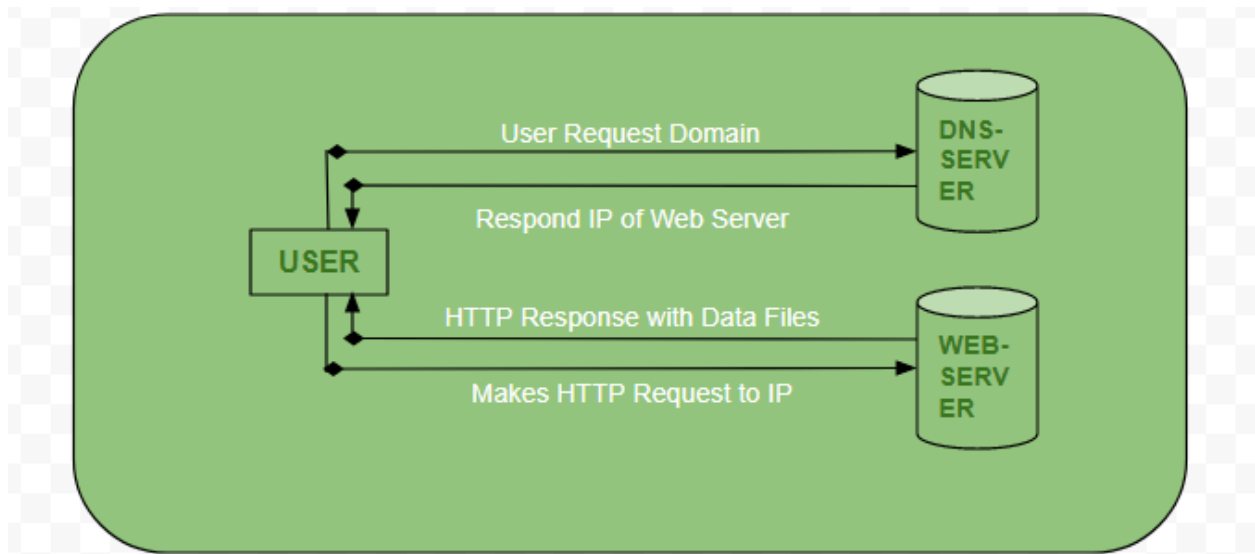 User Request Domain
DNS-
SERV
ER
Respond IP of Web Server
USER
HTTP Response with Data Files
WEB-
SERV
ER
Makes HTTP Request to IP